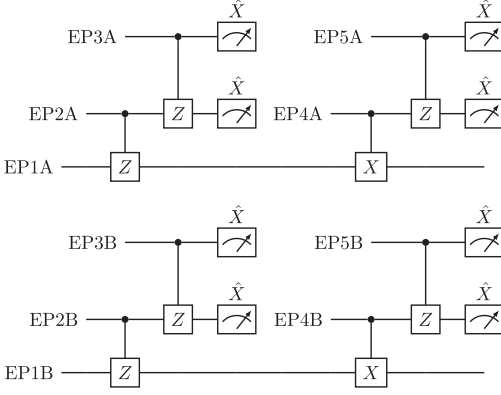 X̂ X̂
EP3A EP5A
X̂ X̂
EP2A Z EP4A Z
EP1A Z X
X̂ X̂
EP3B EP5B
X̂ X̂
EP2B Z EP4B Z
EP1B Z X